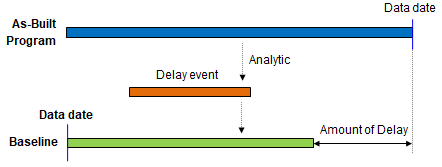 Data date
As-Built
Program
Analytic
Delay event
Data date
Amount of Delay
Baseline